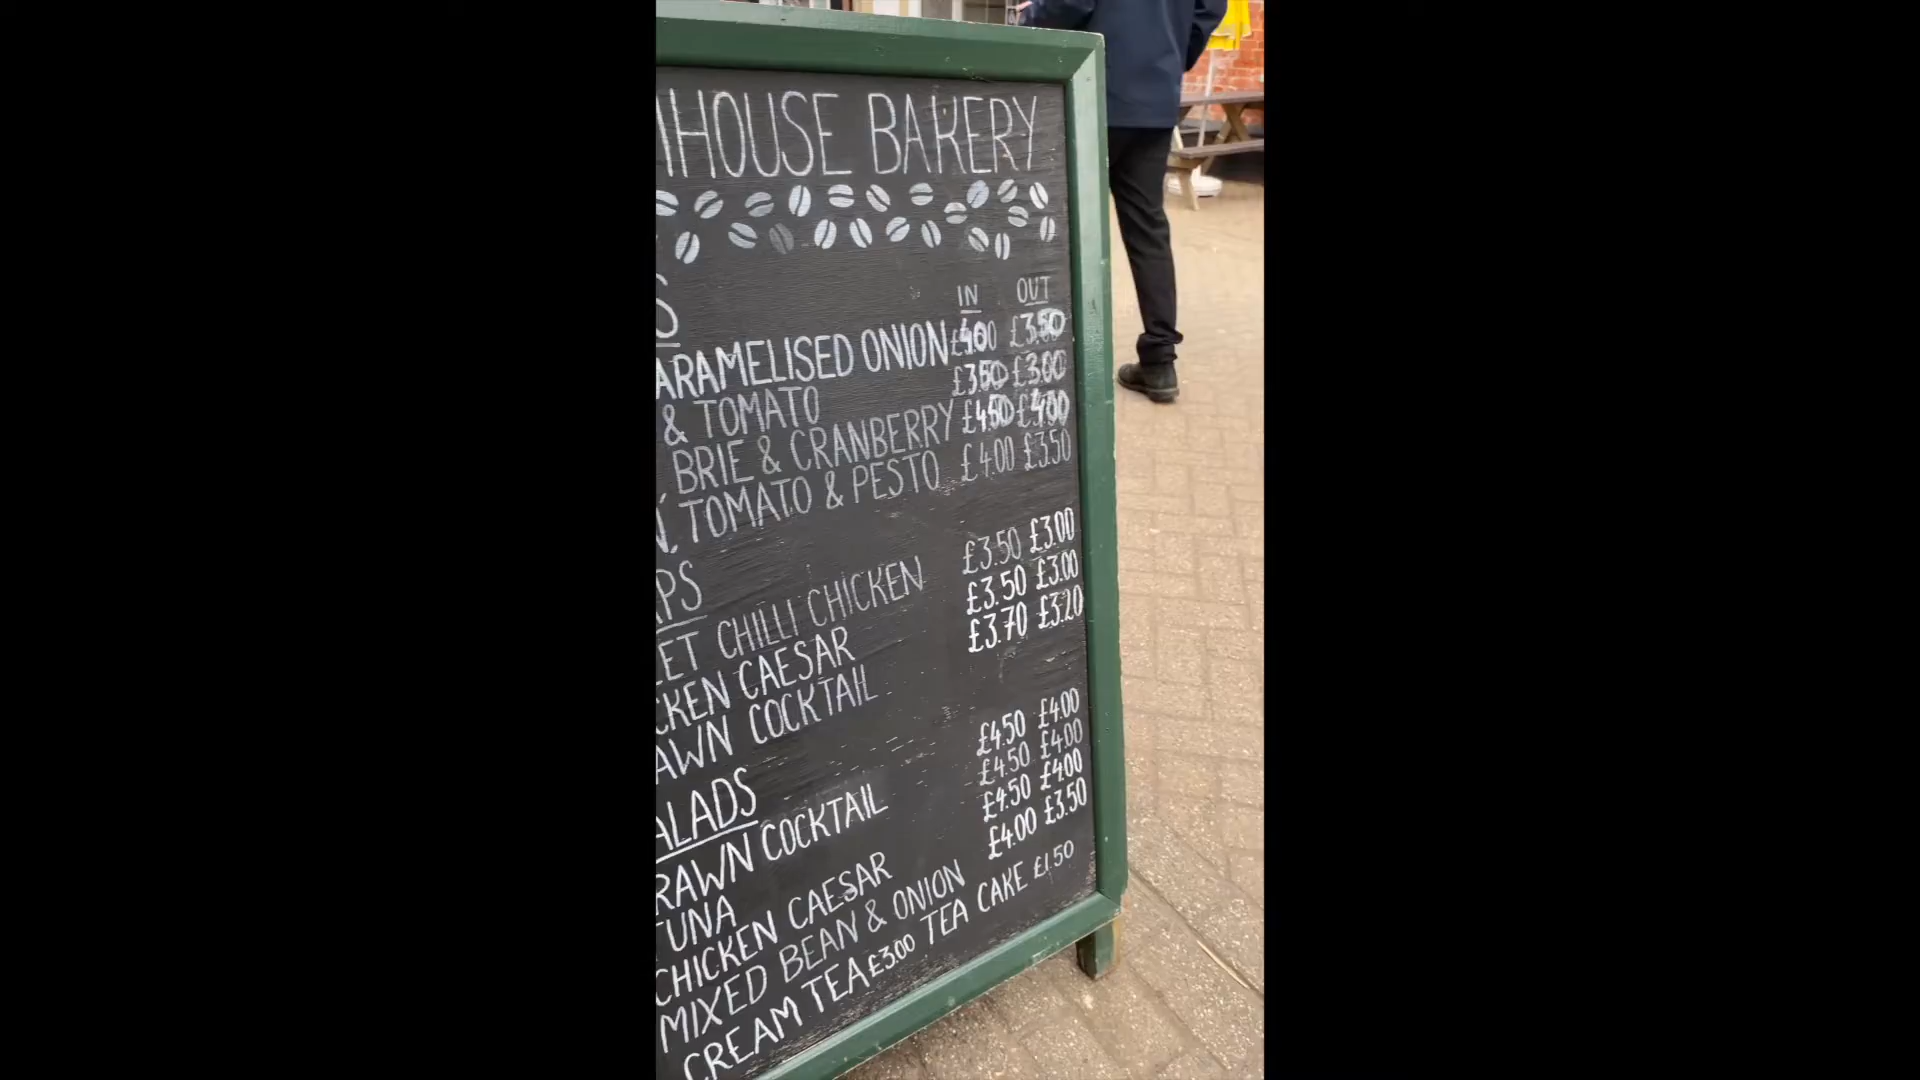 HOUSE BAKERY
IN OUT
ARAMELISED ONION £4.00 £3.50
& TOMATO £3.50 £3.00
BRIE & CRANBERRY £4.50 £4.00
N, TOMATO & PESTO £4.00 £3.50
APS
EET CHILLI CHICKEN £3.50 £3.00
CKEN CAESAR £3.50 £3.00
AWN COCKTAIL £3.70 £3.20
ALADS
RAWN COCKTAIL £4.50 £4.00
TUNA £4.50 £4.00
CHICKEN CAESAR £4.50 £4.00
MIXED BEAN & ONION £4.00 £3.50
CREAM TEA £3.00 TEA CAKE £1.50